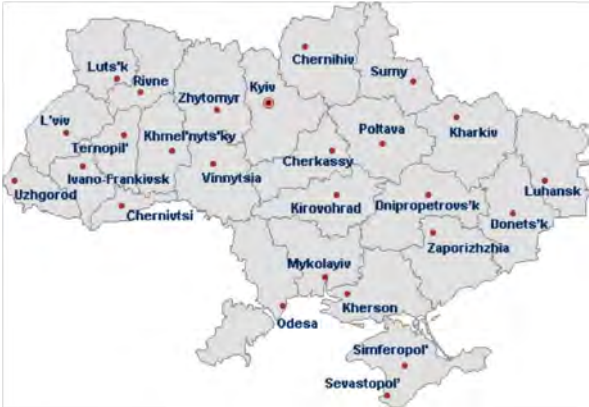 Chernihiv
Luts'k
Rivne
Kyiv
Sumy
Zhytomyr
L'viv
Ternopil'
Khmel'nyts'ky
Poltava
Kharkiv
Cherkassy
Uzhgorod
Ivano-Frankivsk
Vinnytsia
Luhansk
Chernivtsi
Kirovohrad
Dnipropetrovs'k
Donets'k
Zaporizhzhia
Mykolayiv
Kherson
Odesa
Simferopol'
Sevastopol'